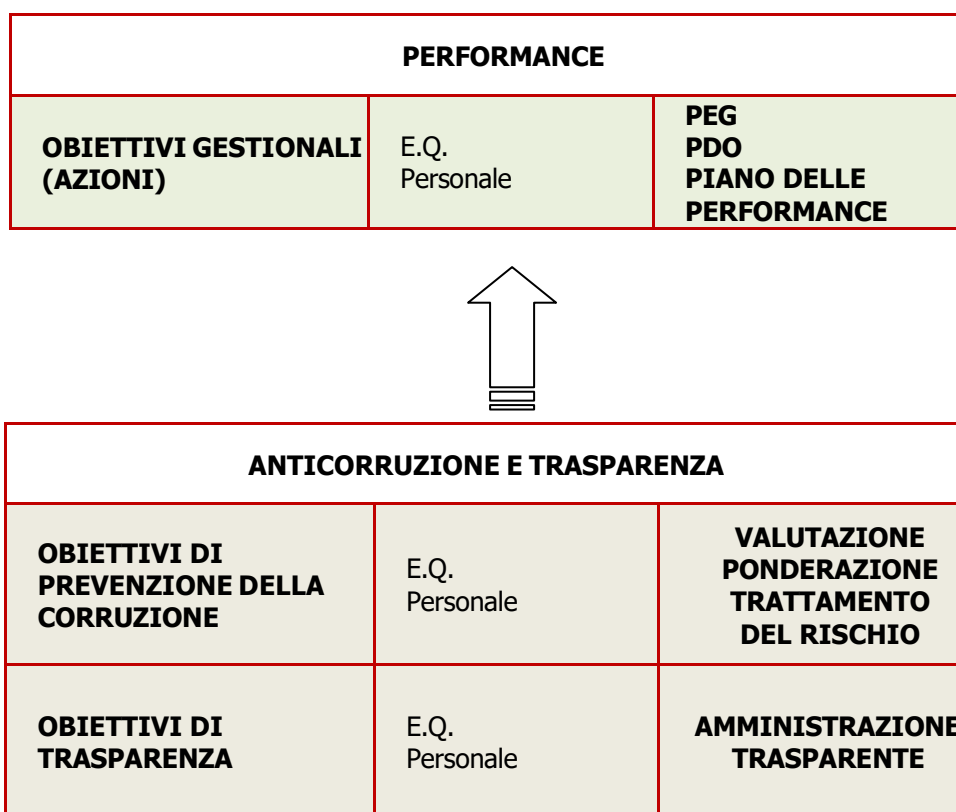 PERFORMANCE
OBIETTIVI GESTIONALI
(AZIONI)
E.Q.
Personale
PEG
PDO
PIANO DELLE
PERFORMANCE
ANTICORRUZIONE E TRASPARENZA
OBIETTIVI DI
PREVENZIONE DELLA
CORRUZIONE
E.Q.
Personale
VALUTAZIONE
PONDERAZIONE
TRATTAMENTO
DEL RISCHIO
OBIETTIVI DI
TRASPARENZA
E.Q.
Personale
AMMINISTRAZIONE
TRASPARENTE